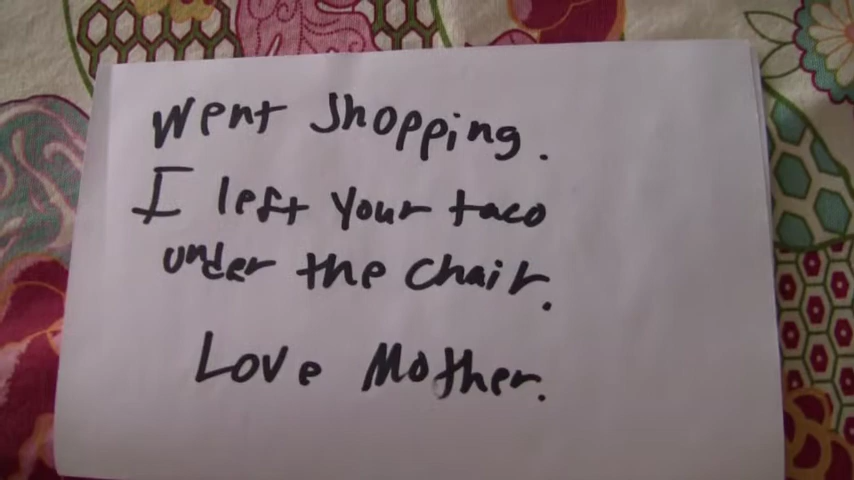 Went Shopping.
I left your taco
under the chair.
Love Mother.